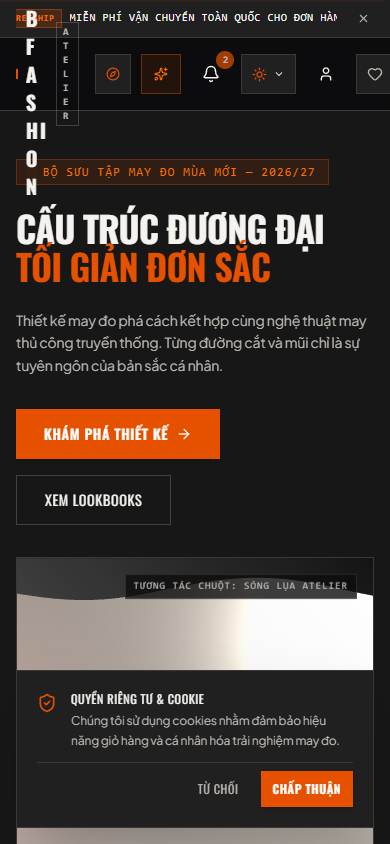 MIỄN PHÍ VẬN CHUYỂN TOÀN QUỐC CHO ĐƠN HÀN
B FASHION
ATELIER
2
BỘ SƯU TẬP MAY ĐO MÙA MỚI — 2026/27
CẤU TRÚC ĐƯƠNG ĐẠI
TỐI GIẢN ĐƠN SẮC
Thiết kế may đo phá cách kết hợp cùng nghệ thuật may
thủ công truyền thống. Từng đường cắt và mũi chỉ là sự
tuyên ngôn của bản sắc cá nhân.
KHÁM PHÁ THIẾT KẾ →
XEM LOOKBOOKS
TƯƠNG TÁC CHUỘT: SÓNG LỤA ATELIER
QUYỀN RIÊNG TƯ & COOKIE
Chúng tôi sử dụng cookies nhằm đảm bảo hiệu
năng giỏ hàng và cá nhân hóa trải nghiệm may đo.
TỪ CHỐI
CHẤP THUẬN